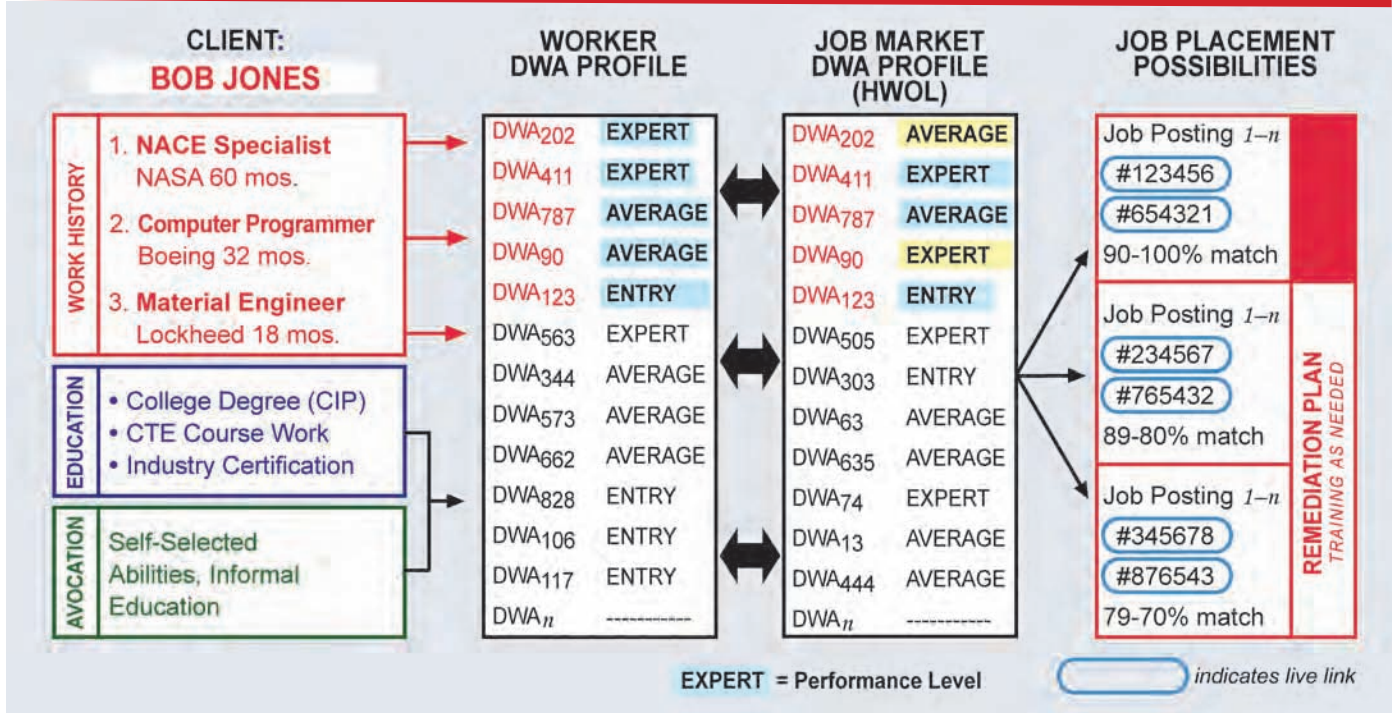 CLIENT:
BOB JONES
WORK HISTORY
1. NACE Specialist
NASA 60 mos.
2. Computer Programmer
Boeing 32 mos.
3. Material Engineer
Lockheed 18 mos.
EDUCATION
• College Degree (CIP)
• CTE Course Work
• Industry Certification
AVOCATION
Self-Selected
Abilities, Informal
Education
WORKER
DWA PROFILE
DWA202 EXPERT
DWA411 EXPERT
DWA787 AVERAGE
DWA90 AVERAGE
DWA123 ENTRY
DWA563 EXPERT
DWA344 AVERAGE
DWA573 AVERAGE
DWA662 AVERAGE
DWA828 ENTRY
DWA106 ENTRY
DWA117 ENTRY
DWAn -----------
JOB MARKET
DWA PROFILE
(HWOL)
DWA202 AVERAGE
DWA411 EXPERT
DWA787 AVERAGE
DWA90 EXPERT
DWA123 ENTRY
DWA505 EXPERT
DWA303 ENTRY
DWA63 AVERAGE
DWA635 AVERAGE
DWA74 EXPERT
DWA13 AVERAGE
DWA444 AVERAGE
DWAn -----------
JOB PLACEMENT
POSSIBILITIES
Job Posting 1–n
#123456
#654321
90-100% match
Job Posting 1–n
#234567
#765432
89-80% match
Job Posting 1–n
#345678
#876543
79-70% match
REMEDIATION PLAN
TRAINING AS NEEDED
EXPERT = Performance Level
indicates live link